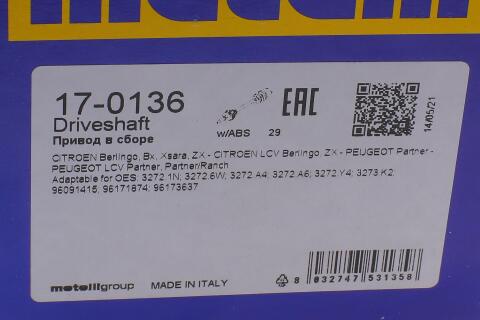 metelli
17-0136
Driveshaft
Привод в сборе
w/ABS 29
EAC
14/05/21
CITROEN Berlingo, Bx, Xsara, ZX - CITROEN LCV Berlingo, ZX - PEUGEOT Partner -
PEUGEOT LCV Partner, Partner/Ranch
Adaptable for OES: 3272.1N; 3272.6W; 3272.A4; 3272.A6; 3272.Y4; 3273.K2;
96091415; 96171874; 96173637
metelligroup MADE IN ITALY
8 032747 531358